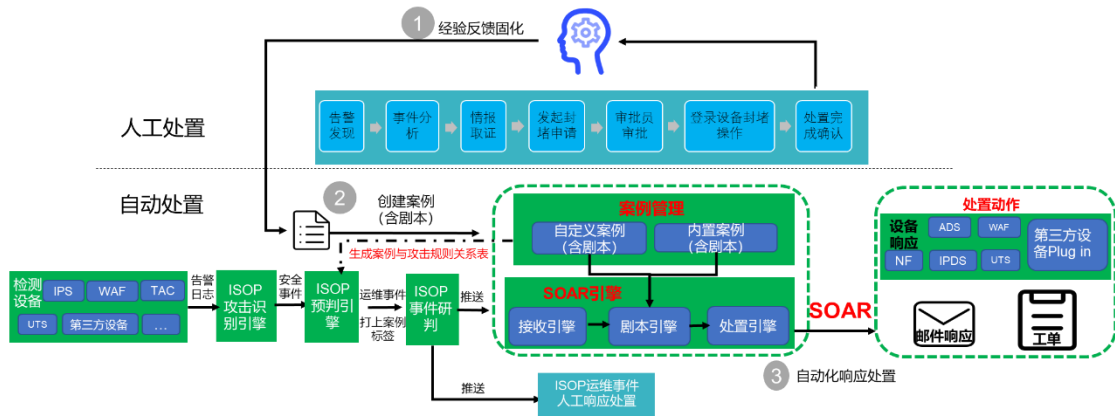 1 经验反馈固化
人工处置
告警
发现
事件分
析
情报
取证
发起封
堵申请
审批员
审批
登录设备封堵
操作
处置完
成确认
自动处置
2
创建案例
(含剧本)
生成案例与攻击规则关系表
案例管理
自定义案例
(含剧本)
内置案例
(含剧本)
SOAR引擎
接收引擎
剧本引擎
处置引擎
检测
设备
IPS
WAF
TAC
UTS
第三方设备
...
告警
日志
ISOP
攻击识
别引擎
安全
事件
ISOP
预判引
擎
运维事件
打上案例
标签
ISOP
事件研
判
推送
推送
ISOP运维事件
人工响应处置
SOAR
3 自动化响应处置
处置动作
设备
响应
ADS
WAF
NF
IPDS
UTS
第三方设
备Plug in
邮件响应
工单